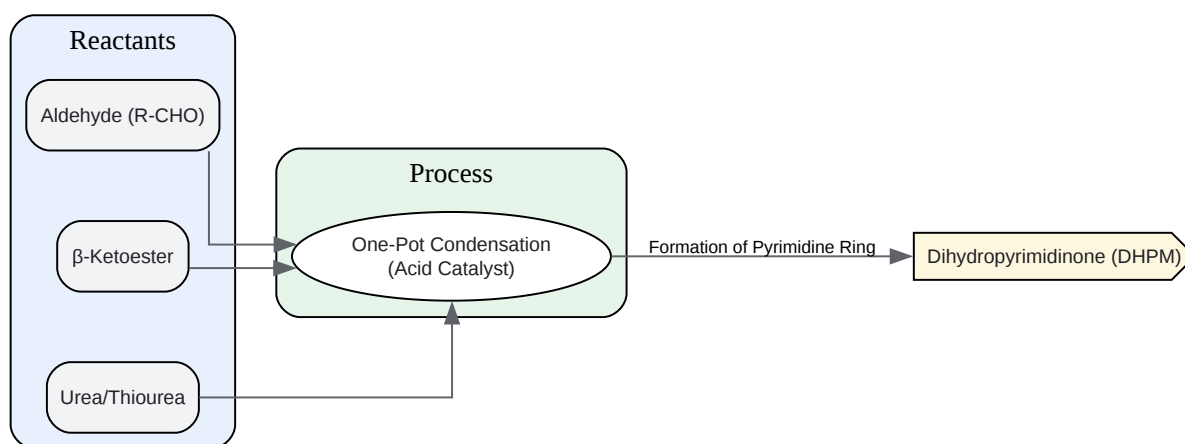 Reactants
Aldehyde (R-CHO)
β-Ketoester
Urea/Thiourea
Process
One-Pot Condensation
(Acid Catalyst)
Formation of Pyrimidine Ring
Dihydropyrimidinone (DHPM)